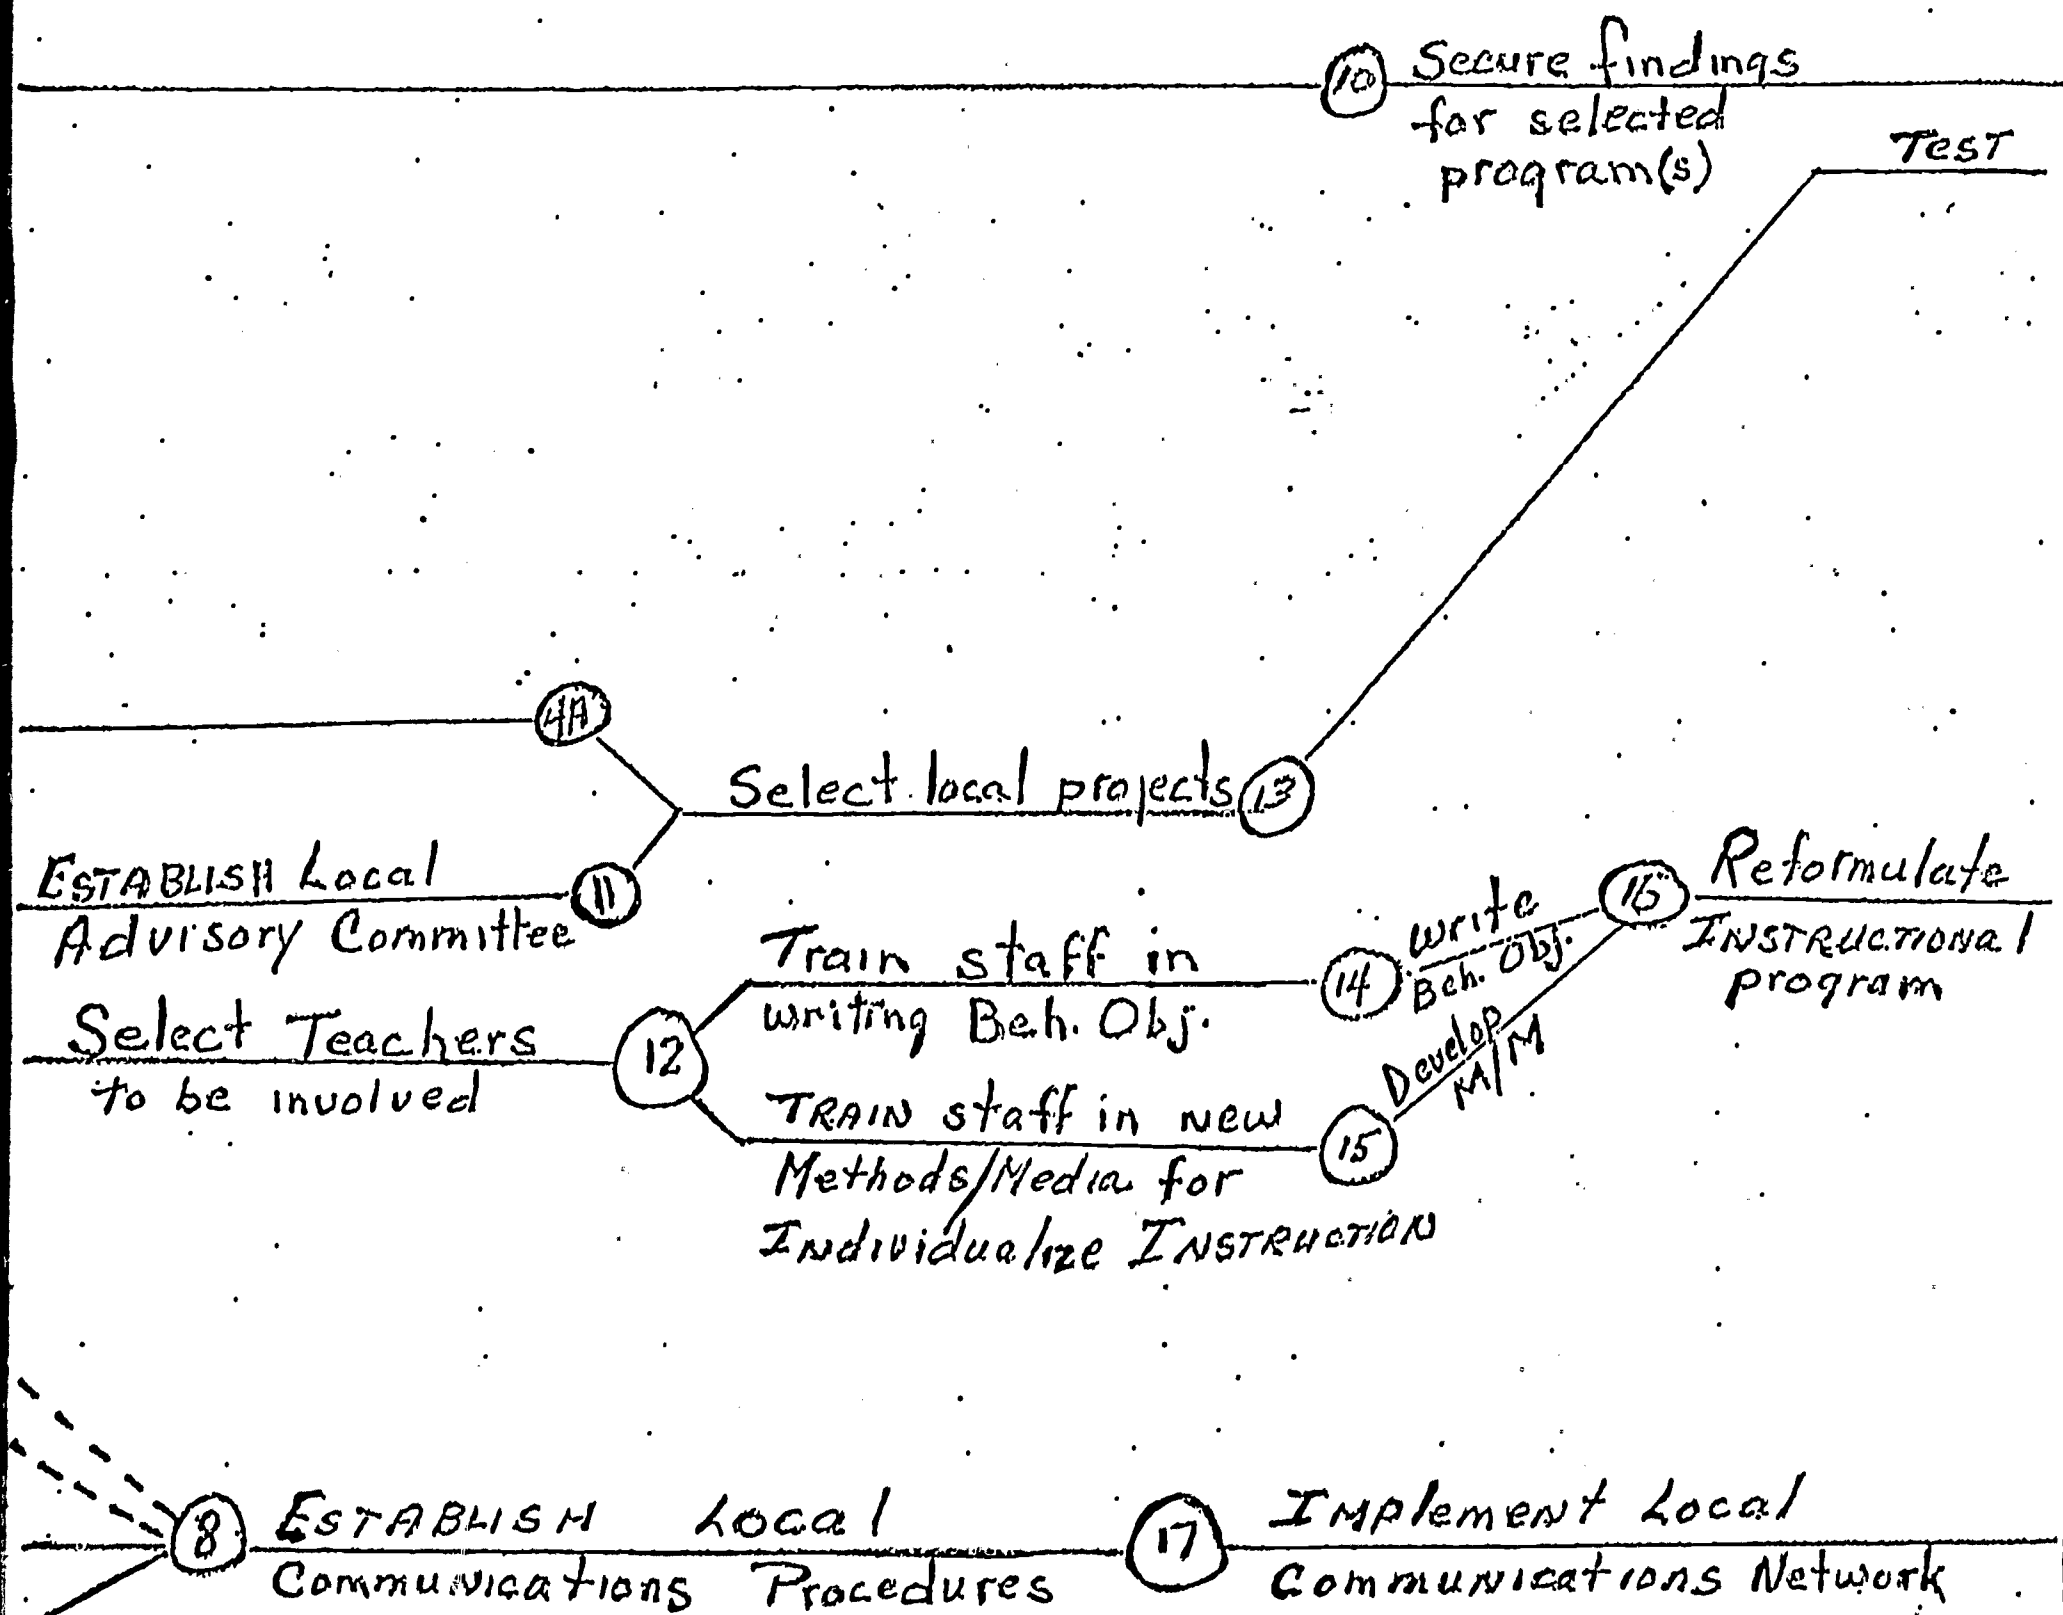 10 Secure findings
for selected
program(s)
TEST
4A
Select local projects 13
ESTABLISH Local 11
Advisory Committee
Select Teachers 12
to be involved
Train staff in 14
writing Beh. Obj.
TRAIN staff in new 15
Methods/Media for
Individualize INSTRUCTION
write
Beh. Obj.
Develop
M/M
16 Reformulate
INSTRUCTIONAL
program
8 ESTABLISH Local 17 IMPLEMENT Local
Communications Procedures Communications Network